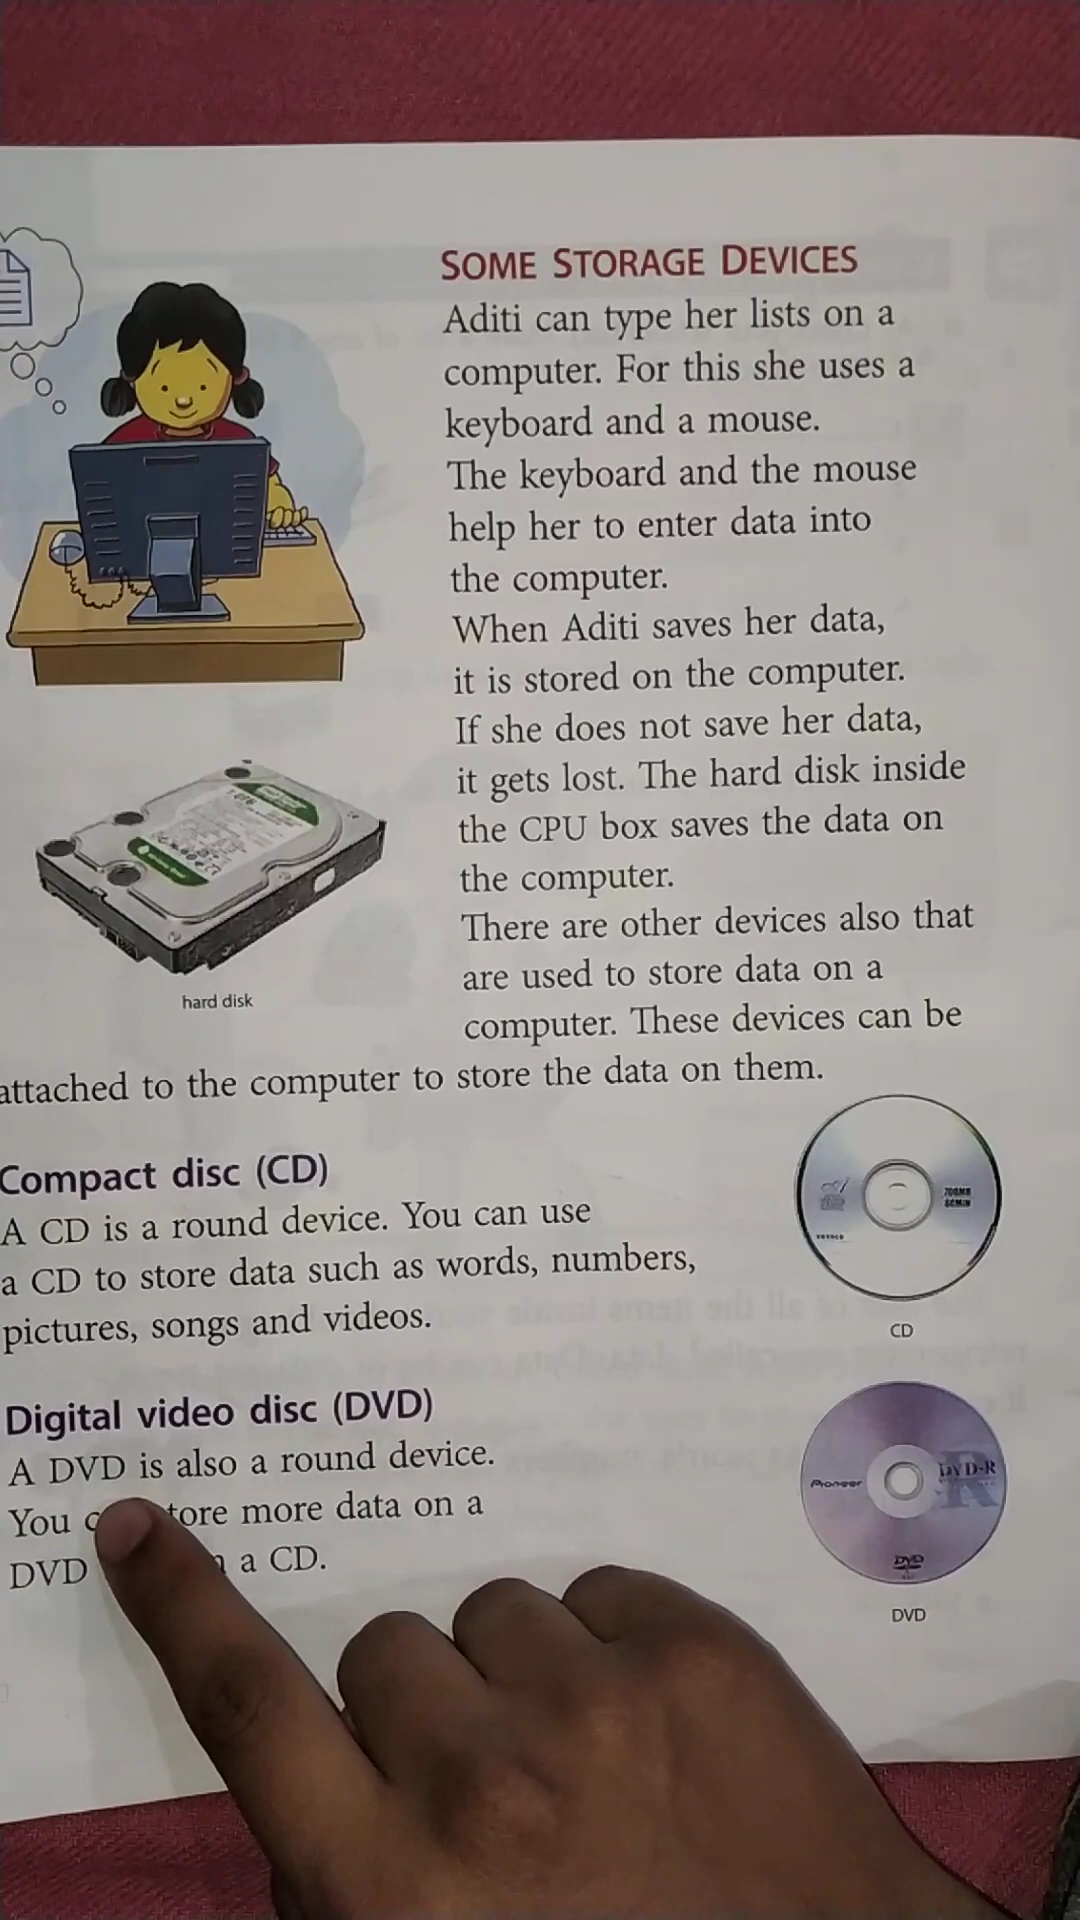 SOME STORAGE DEVICES
Aditi can type her lists on a
computer. For this she uses a
keyboard and a mouse.
The keyboard and the mouse
help her to enter data into
the computer.
When Aditi saves her data,
it is stored on the computer.
If she does not save her data,
it gets lost. The hard disk inside
the CPU box saves the data on
the computer.
There are other devices also that
are used to store data on a
computer. These devices can be
attached to the computer to store the data on them.
hard disk
Compact disc (CD)
A CD is a round device. You can use
a CD to store data such as words, numbers,
pictures, songs and videos.
700MB
80MIN
CD
Digital video disc (DVD)
A DVD is also a round device.
You more data on a
DVD a CD.
Pioneer
DVD-R
DVD
DVD